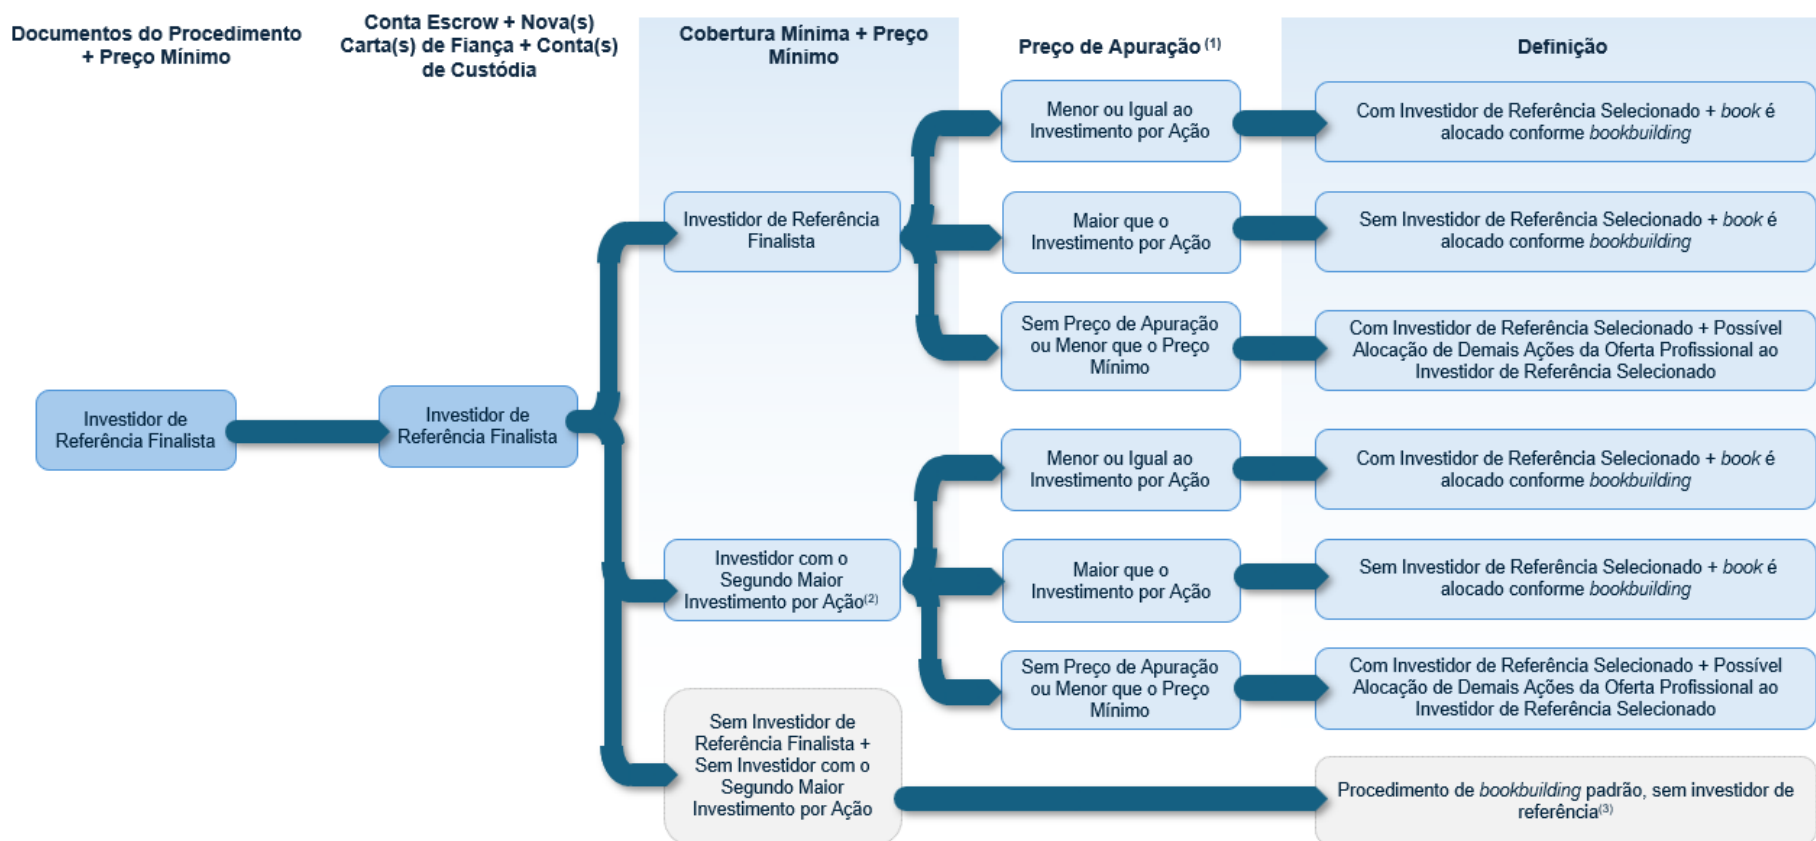 Documentos do Procedimento
+ Preço Mínimo
Conta Escrow + Nova(s)
Carta(s) de Fiança + Conta(s)
de Custódia
Cobertura Mínima + Preço
Mínimo
Preço de Apuração (1)
Definição
Menor ou Igual ao
Investimento por Ação
Com Investidor de Referência Selecionado + book é
alocado conforme bookbuilding
Investidor de Referência
Finalista
Maior que o
Investimento por Ação
Sem Investidor de Referência Selecionado + book é
alocado conforme bookbuilding
Sem Preço de Apuração
ou Menor que o Preço
Mínimo
Com Investidor de Referência Selecionado + Possível
Alocação de Demais Ações da Oferta Profissional ao
Investidor de Referência Selecionado
Investidor de
Referência Finalista
Investidor de
Referência Finalista
Menor ou Igual ao
Investimento por Ação
Com Investidor de Referência Selecionado + book é
alocado conforme bookbuilding
Investidor com o
Segundo Maior
Investimento por Ação(2)
Maior que o
Investimento por Ação
Sem Investidor de Referência Selecionado + book é
alocado conforme bookbuilding
Sem Preço de Apuração
ou Menor que o Preço
Mínimo
Com Investidor de Referência Selecionado + Possível
Alocação de Demais Ações da Oferta Profissional ao
Investidor de Referência Selecionado
Sem Investidor de
Referência Finalista +
Sem Investidor com o
Segundo Maior
Investimento por Ação
Procedimento de bookbuilding padrão, sem investidor de
referência(3)